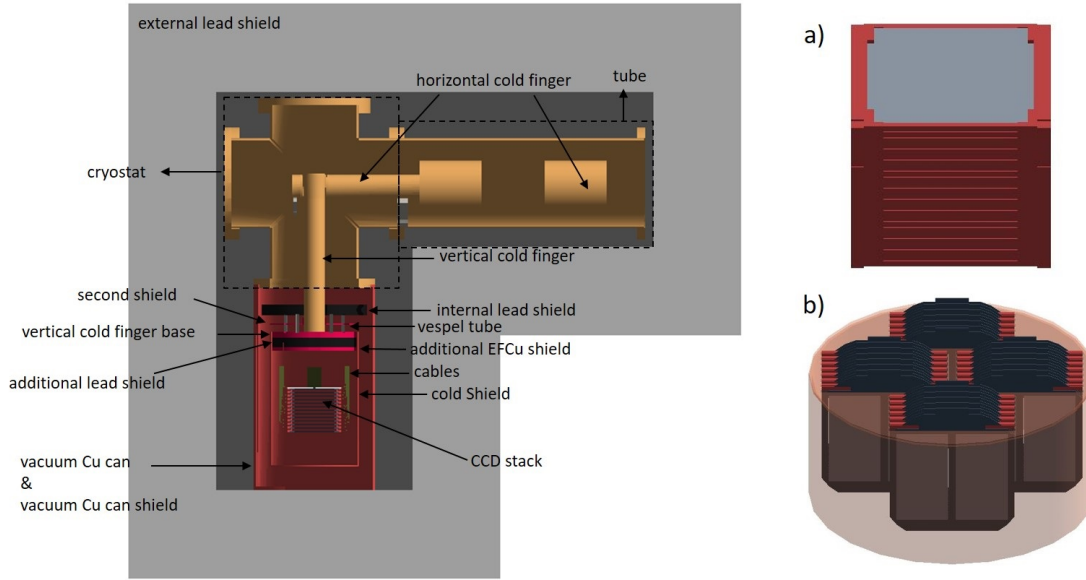 external lead shield
a)
horizontal cold finger
tube
cryostat
vertical cold finger
second shield
internal lead shield
b)
vertical cold finger base
vespel tube
additional EFCu shield
additional lead shield
cables
cold Shield
vacuum Cu can
CCD stack
&
vacuum Cu can shield